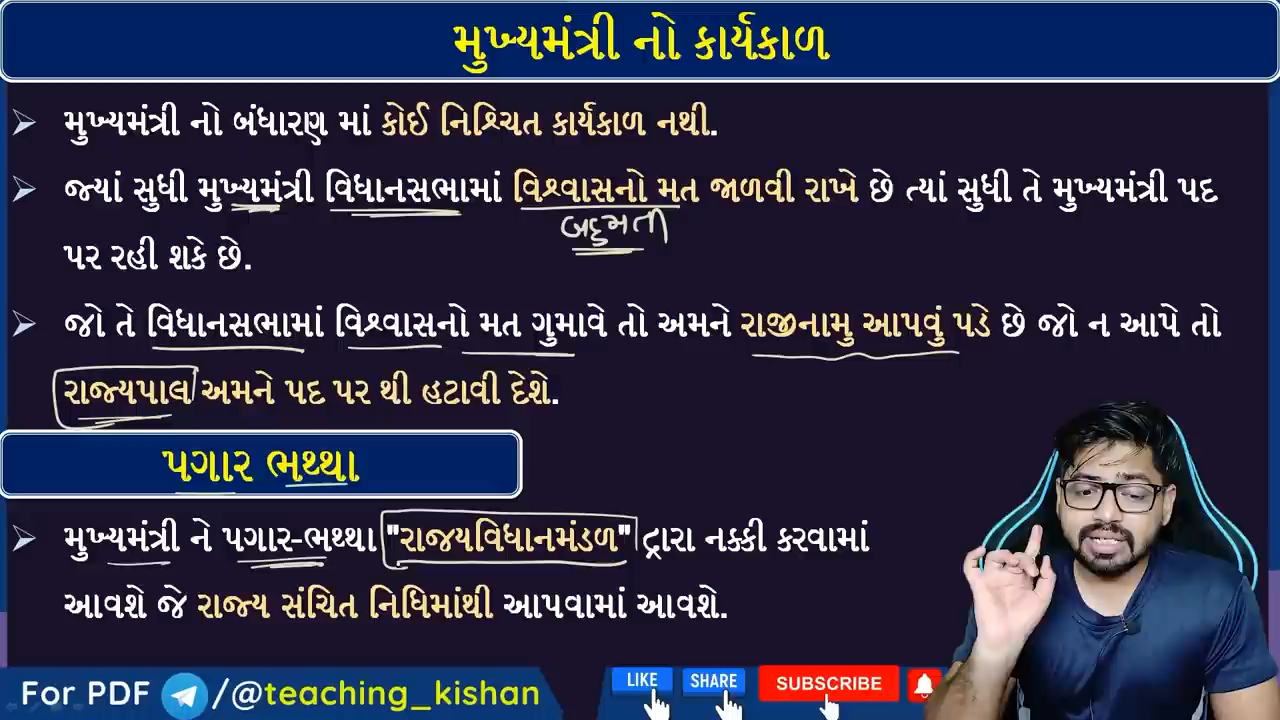 મુખ્યમંત્રી નો કાર્યકાળ
મુખ્યમંત્રી નો બંધારણ માં કોઈ નિશ્ચિત કાર્યકાળ નથી.
જ્યાં સુધી મુખ્યમંત્રી વિધાનસભામાં વિશ્વાસનો મત જાળવી રાખે છે ત્યાં સુધી તે મુખ્યમંત્રી પદ
બહુમતી
પર રહી શકે છે.
જો તે વિધાનસભામાં વિશ્વાસનો મત ગુમાવે તો અમને રાજીનામુ આપવું પડે છે જો ન આપે તો
રાજ્યપાલ અમને પદ પર થી હટાવી દેશે.
પગાર ભથ્થા
મુખ્યમંત્રી ને પગાર-ભથ્થા "રાજયવિધાનમંડળ" દ્વારા નક્કી કરવામાં
આવશે જે રાજ્ય સંચિત નિધિમાંથી આપવામાં આવશે.
For PDF /@teaching_kishan
LIKE SHARE SUBSCRIBE